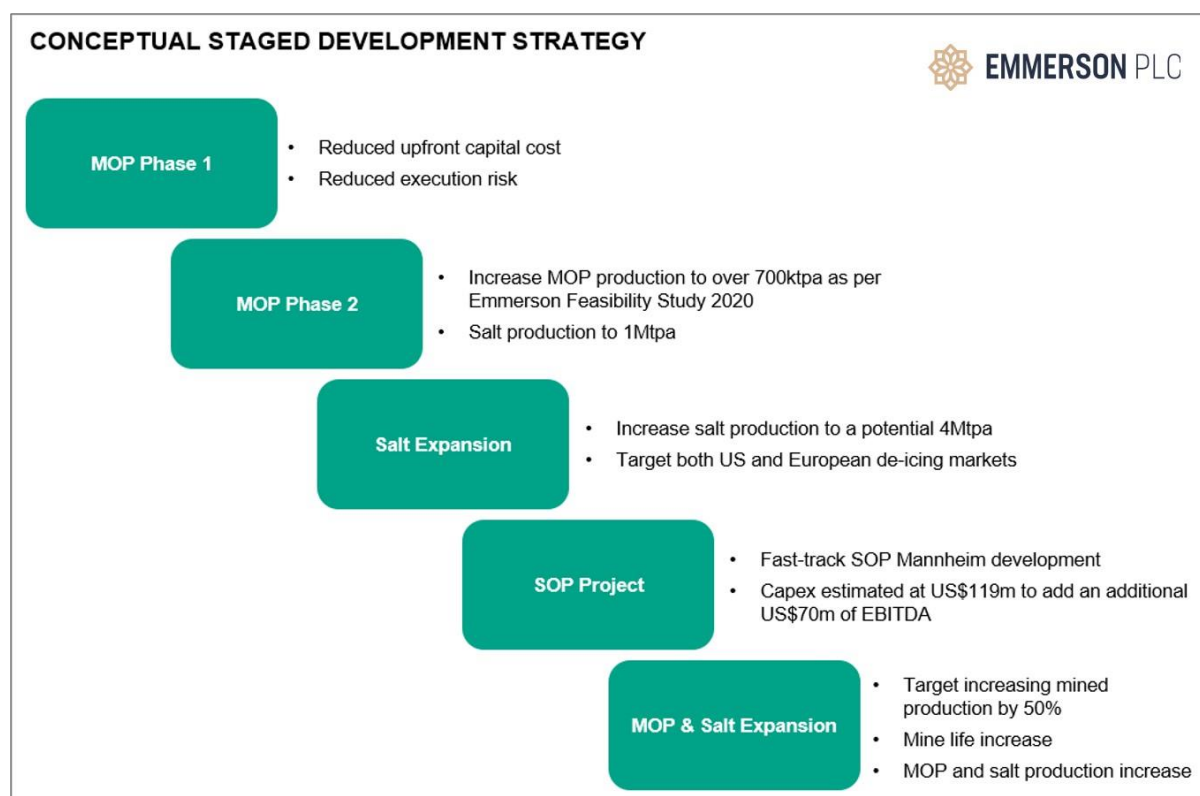 CONCEPTUAL STAGED DEVELOPMENT STRATEGY
EMMERSON PLC
MOP Phase 1
• Reduced upfront capital cost
• Reduced execution risk
MOP Phase 2
• Increase MOP production to over 700ktpa as per
Emmerson Feasibility Study 2020
• Salt production to 1Mtpa
Salt Expansion
• Increase salt production to a potential 4Mtpa
• Target both US and European de-icing markets
SOP Project
• Fast-track SOP Mannheim development
• Capex estimated at US$119m to add an additional
US$70m of EBITDA
MOP & Salt Expansion
• Target increasing mined
production by 50%
• Mine life increase
• MOP and salt production increase